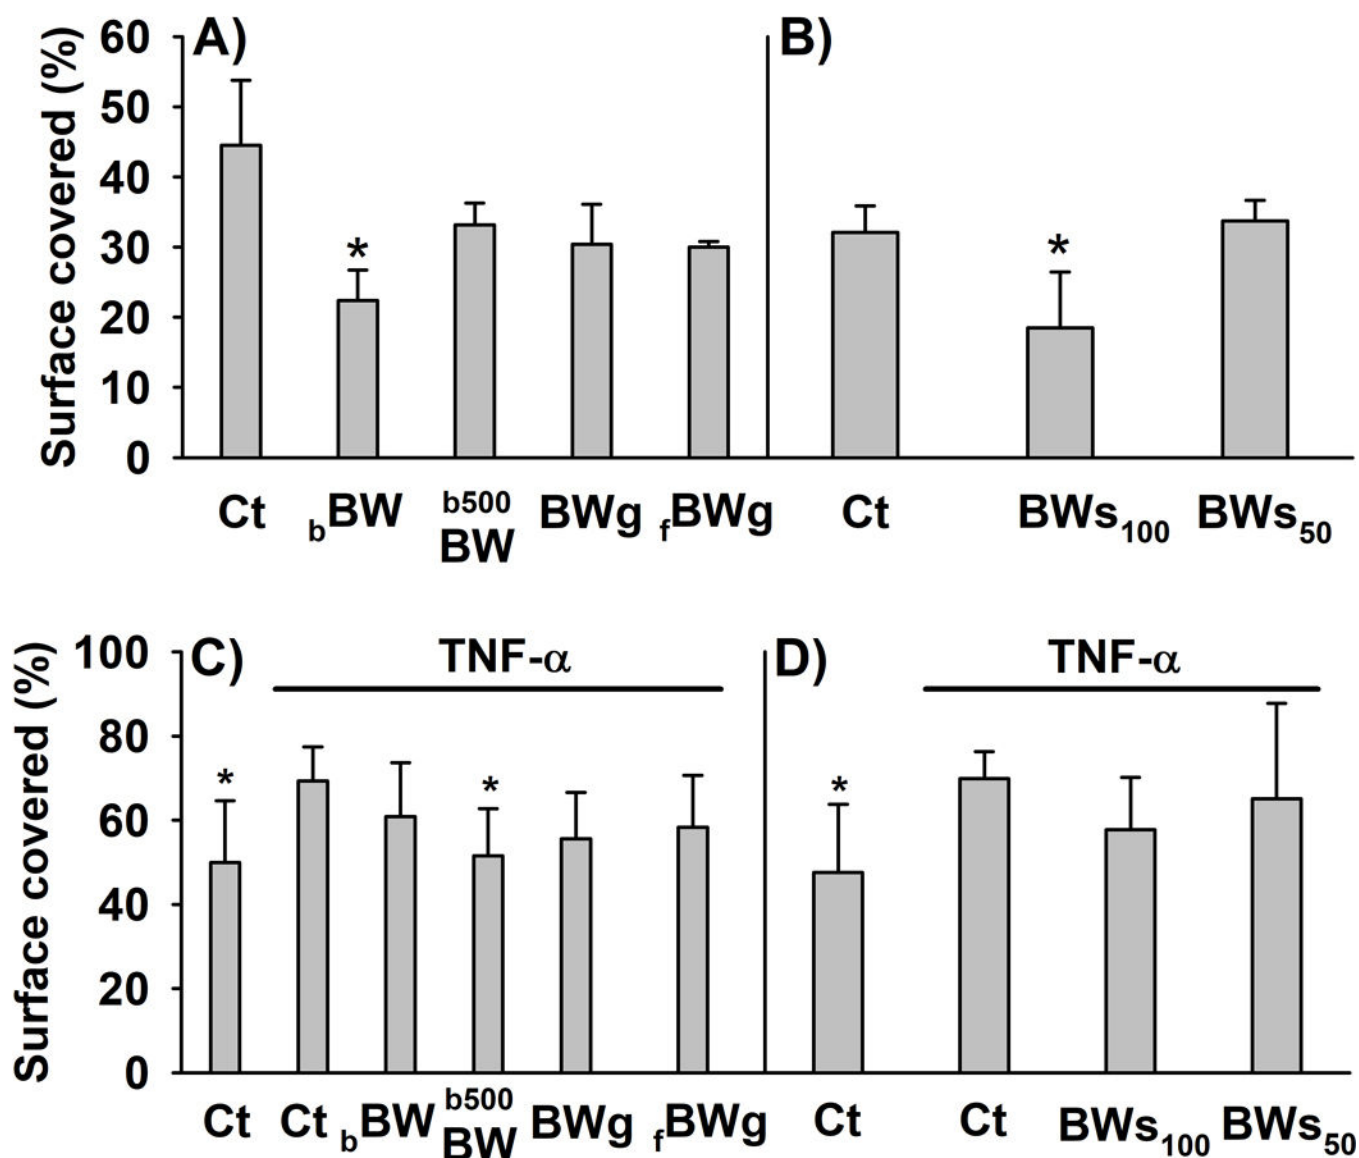 A)
B)
Surface covered (%)
60
50
40
30
20
10
0
*
*
Ct
bBW
b500
BW
BWg
fBWg
Ct
BWs100
BWs50
C)
TNF-α
D)
TNF-α
Surface covered (%)
100
80
60
40
20
0
*
*
*
Ct
Ct
bBW
b500
BW
BWg
fBWg
Ct
Ct
BWs100
BWs50